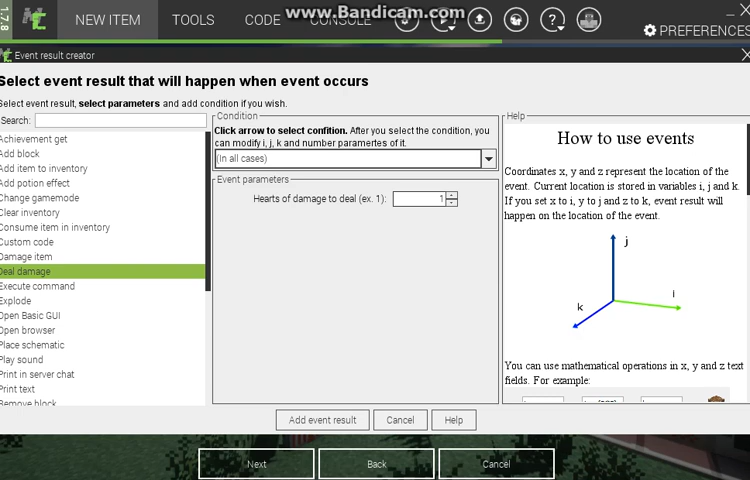 www.Bandicam.com
1.7.8
NEW ITEM
TOOLS
CODE
CONSOLE
PREFERENCES
Event result creator
Select event result that will happen when event occurs
Select event result, select parameters and add condition if you wish.
Search:
Achievement get
Add block
Add item to inventory
Add potion effect
Change gamemode
Clear inventory
Consume item in inventory
Custom code
Damage item
Deal damage
Execute command
Explode
Open Basic GUI
Open browser
Place schematic
Play sound
Print in server chat
Print text
Remove block
Condition
Click arrow to select confition. After you select the condition, you
can modify i, j, k and number paramertes of it.
(In all cases)
Event parameters
Hearts of damage to deal (ex. 1):
1
Help
How to use events
Coordinates x, y and z represent the location of the
event. Current location is stored in variables i, j and k.
If you set x to i, y to j and z to k, event result will
happen on the location of the event.
j
k
i
You can use mathematical operations in x, y and z text
fields. For example:
Add event result
Cancel
Help
Next
Back
Cancel